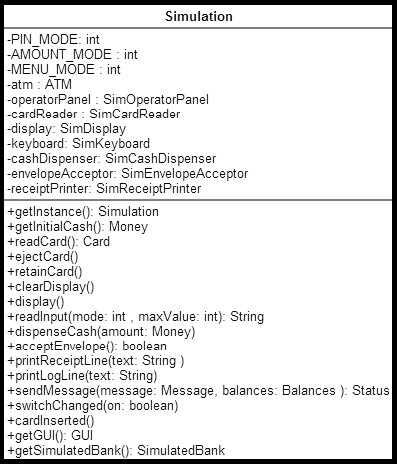 Simulation
-PIN_MODE: int
-AMOUNT_MODE : int
-MENU_MODE : int
-atm : ATM
-operatorPanel : SimOperatorPanel
-cardReader : SimCardReader
-display: SimDisplay
-keyboard: SimKeyboard
-cashDispenser: SimCashDispenser
-envelopeAcceptor: SimEnvelopeAcceptor
-receiptPrinter: SimReceiptPrinter
+getInstance(): Simulation
+getInitialCash(): Money
+readCard(): Card
+ejectCard()
+retainCard()
+clearDisplay()
+display()
+readInput(mode: int , maxValue: int): String
+dispenseCash(amount: Money)
+acceptEnvelope(): boolean
+printReceiptLine(text: String )
+printLogLine(text: String)
+sendMessage(message: Message, balances: Balances ): Status
+switchChanged(on: boolean)
+cardInserted()
+getGUI(): GUI
+getSimulatedBank(): SimulatedBank